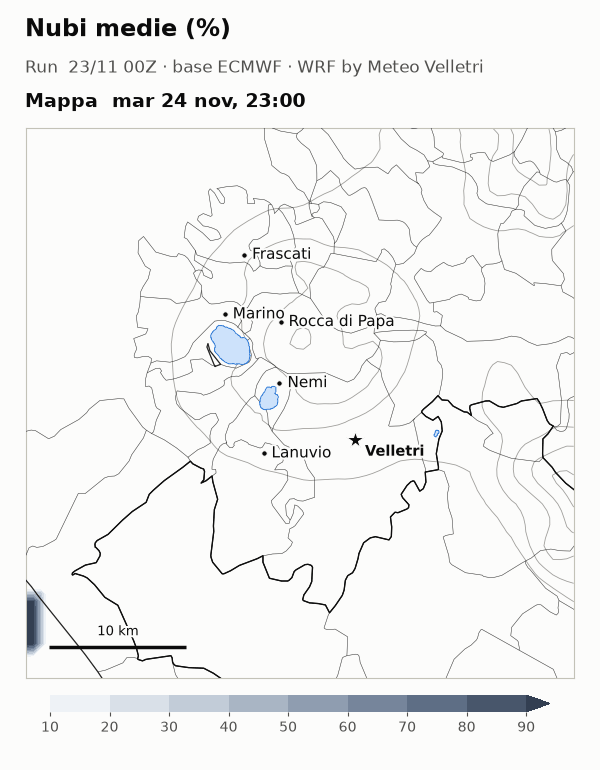 Nubi medie (%)
Run  23/11 00Z · base ECMWF · WRF by Meteo Velletri
Mappa  mar 24 nov, 23:00
Frascati
Marino
Rocca di Papa
Nemi
Velletri
Lanuvio
10 km
10 20 30 40 50 60 70 80 90